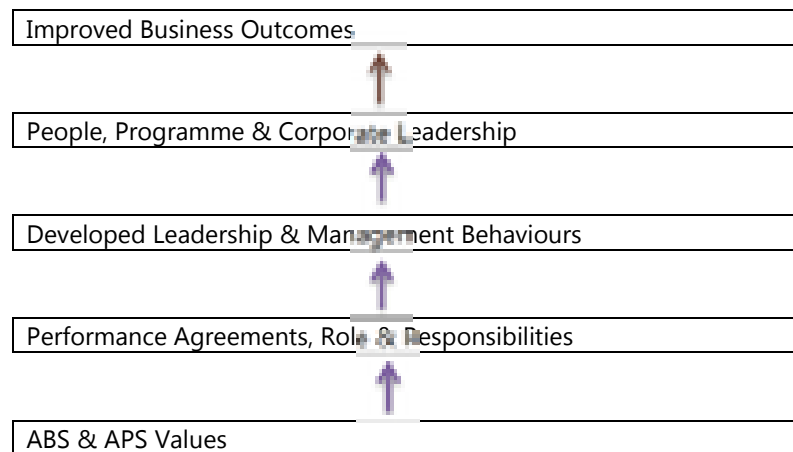 Improved Business Outcomes
People, Programme & Corporate Leadership
Developed Leadership & Management Behaviours
Performance Agreements, Role & Responsibilities
ABS & APS Values